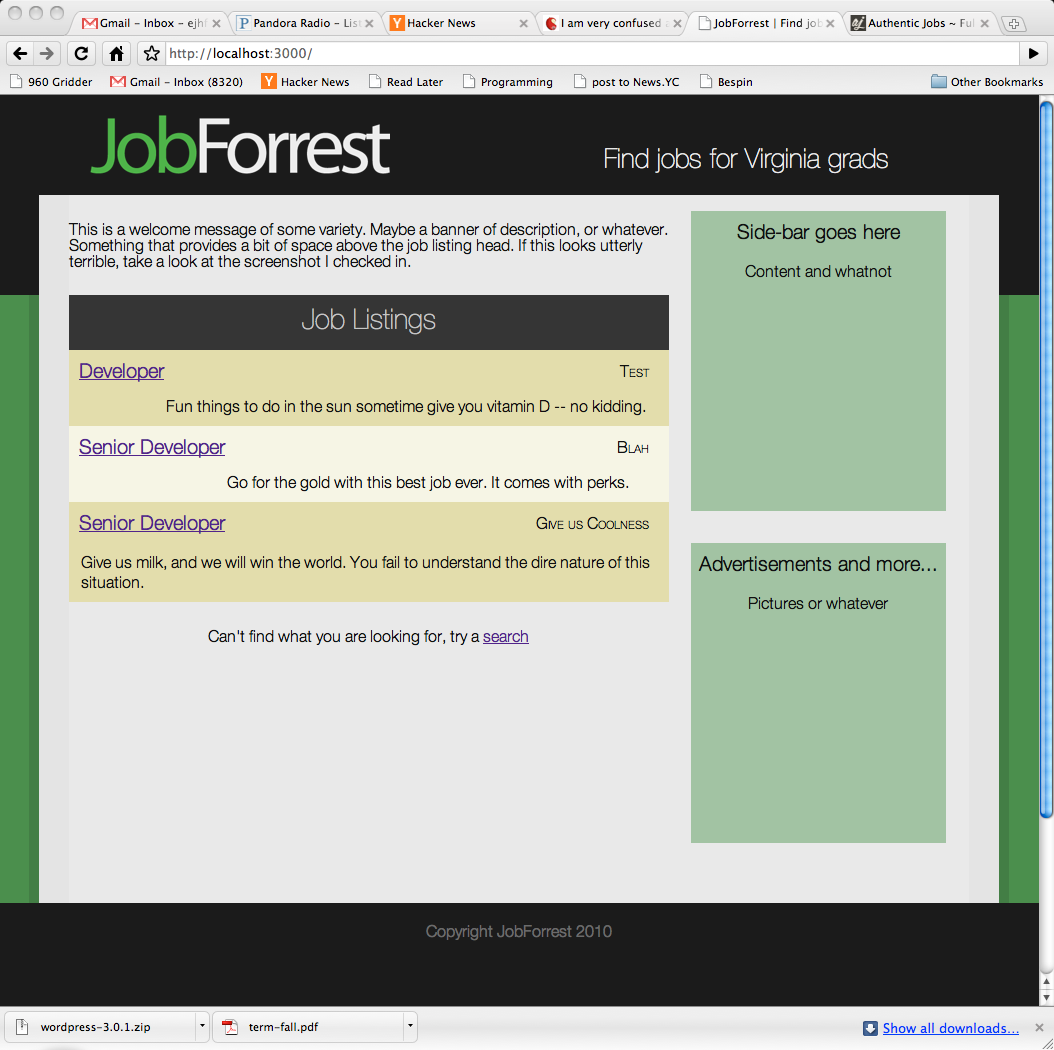 Gmail – Inbox – ejhf
Pandora Radio – List
Hacker News
I am very confused a
JobForrest | Find job
Authentic Jobs ~ Ful
http://localhost:3000/
960 Gridder
Gmail – Inbox (8320)
Hacker News
Read Later
Programming
post to News.YC
Bespin
Other Bookmarks
JobForrest
Find jobs for Virginia grads
This is a welcome message of some variety. Maybe a banner of description, or whatever.
Something that provides a bit of space above the job listing head. If this looks utterly
terrible, take a look at the screenshot I checked in.
Side-bar goes here
Content and whatnot
Job Listings
Developer
Test
Fun things to do in the sun sometime give you vitamin D -- no kidding.
Senior Developer
Blah
Go for the gold with this best job ever. It comes with perks.
Senior Developer
Give us Coolness
Give us milk, and we will win the world. You fail to understand the dire nature of this
situation.
Advertisements and more...
Pictures or whatever
Can't find what you are looking for, try a search
Copyright JobForrest 2010
wordpress-3.0.1.zip
term-fall.pdf
Show all downloads...